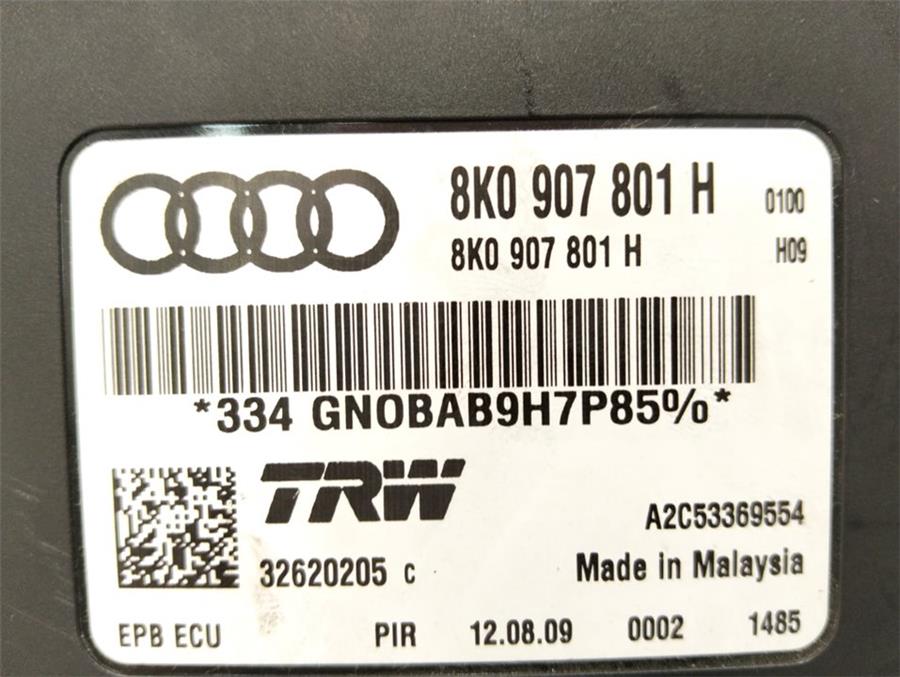 8K0 907 801 H 0100
8K0 907 801 H H09
*334 GNOBAB9H7P85%*
TRW
A2C53369554
32620205 C Made in Malaysia
EPB ECU PIR 12.08.09 0002 1485